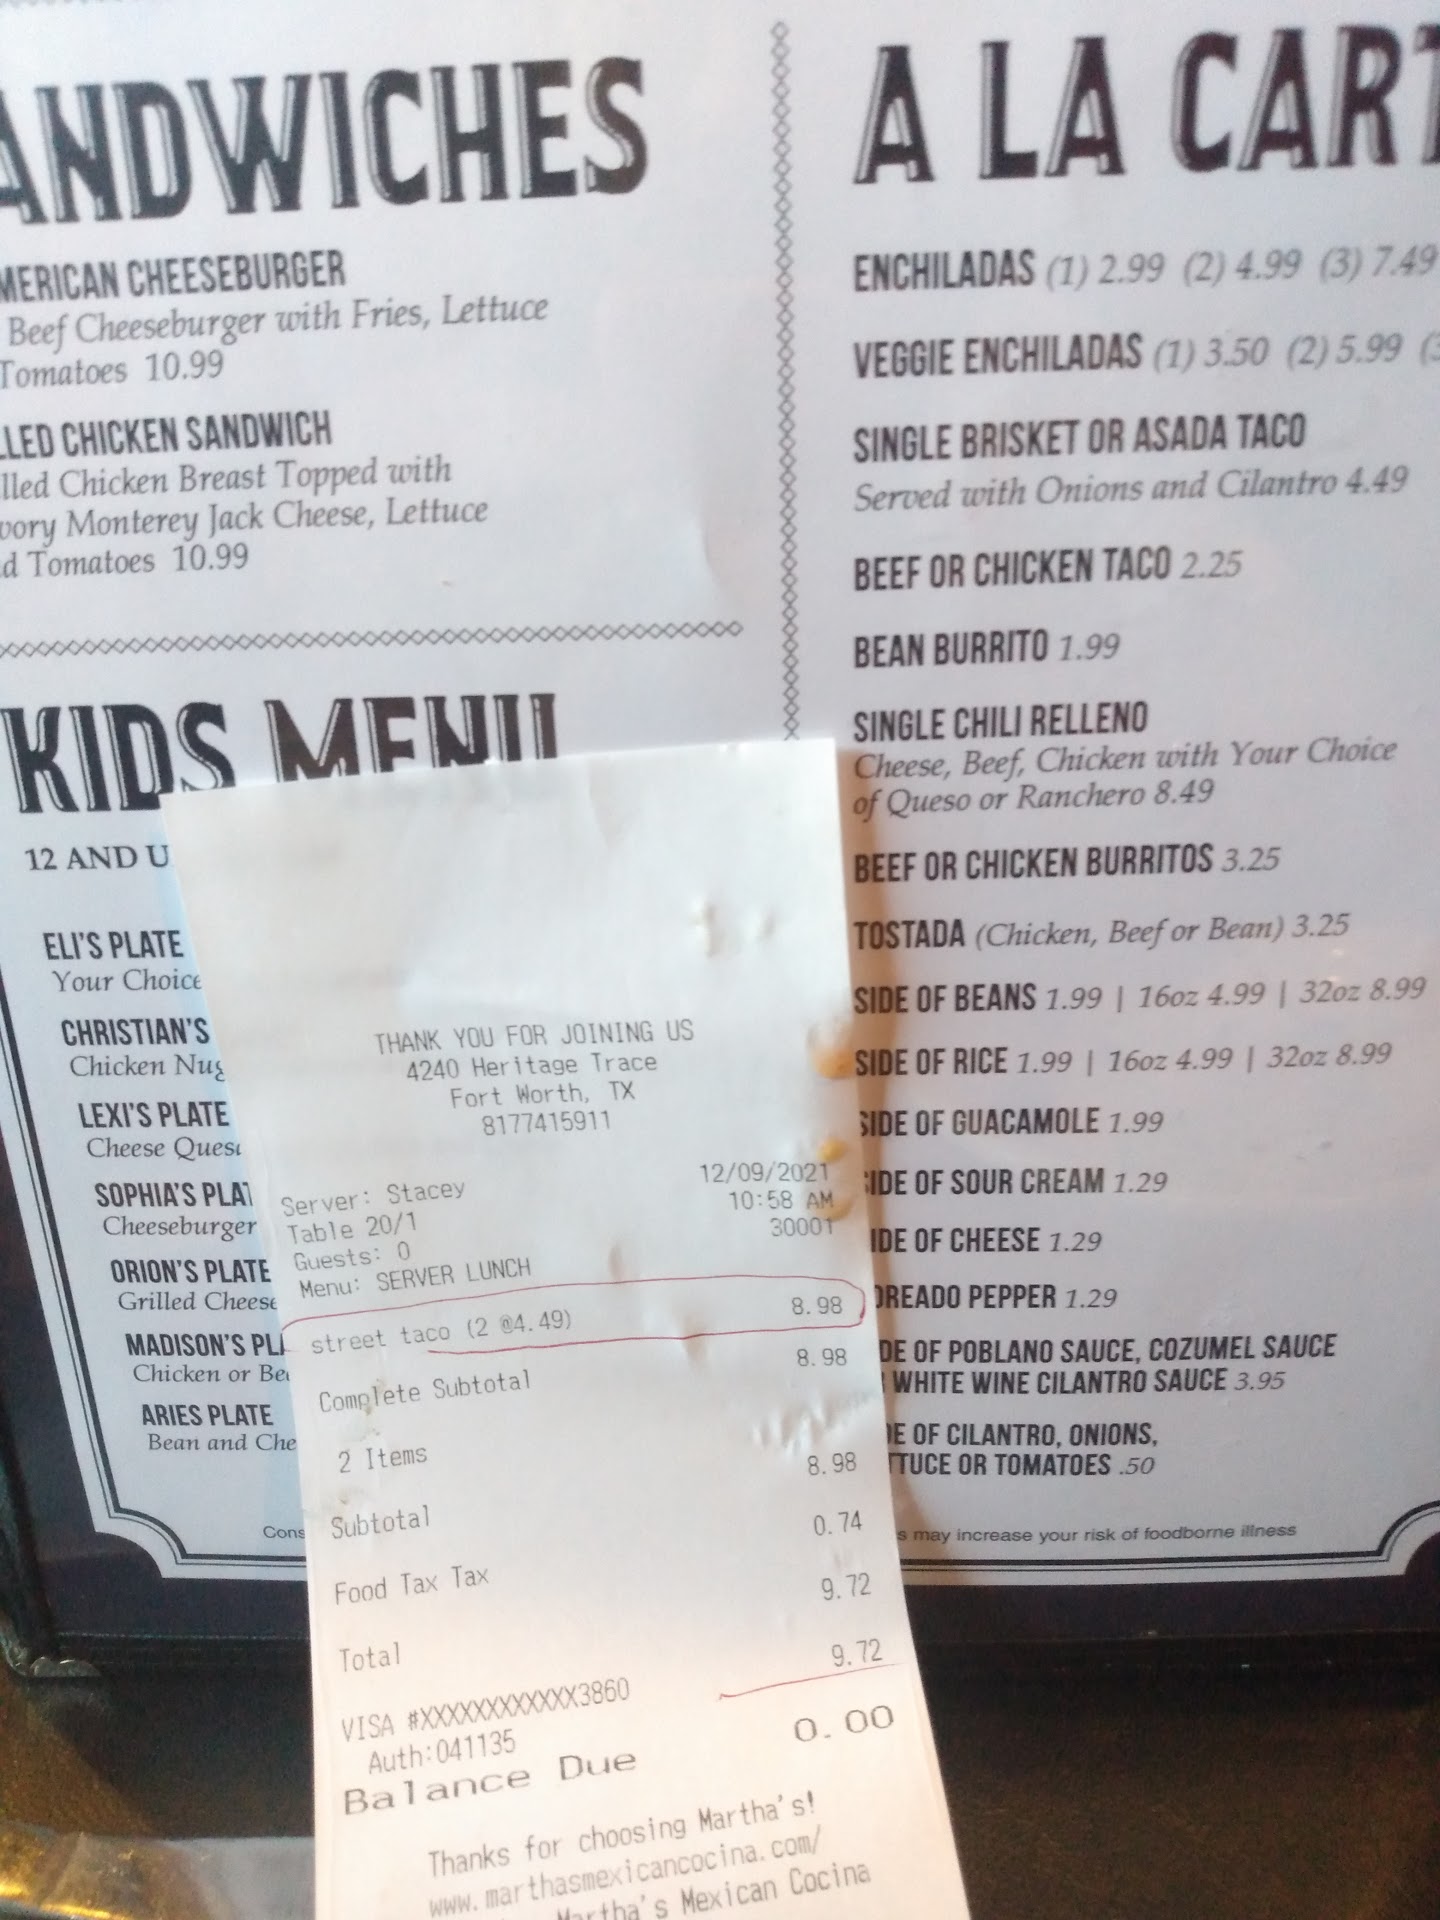 SANDWICHES
AMERICAN CHEESEBURGER
Beef Cheeseburger with Fries, Lettuce
Tomatoes 10.99
LLED CHICKEN SANDWICH
lled Chicken Breast Topped with
vory Monterey Jack Cheese, Lettuce
d Tomatoes 10.99
KIDS MENU
12 AND U
ELI'S PLATE
Your Choice
CHRISTIAN'S
Chicken Nug
LEXI'S PLATE
Cheese Quesa
SOPHIA'S PLAT
Cheeseburger
ORION'S PLATE
Grilled Cheese
MADISON'S PLA
Chicken or Bee
ARIES PLATE
Bean and Che
Cons
A LA CART
ENCHILADAS (1) 2.99 (2) 4.99 (3) 7.49
VEGGIE ENCHILADAS (1) 3.50 (2) 5.99 (3
SINGLE BRISKET OR ASADA TACO
Served with Onions and Cilantro 4.49
BEEF OR CHICKEN TACO 2.25
BEAN BURRITO 1.99
SINGLE CHILI RELLENO
Cheese, Beef, Chicken with Your Choice
of Queso or Ranchero 8.49
BEEF OR CHICKEN BURRITOS 3.25
TOSTADA (Chicken, Beef or Bean) 3.25
SIDE OF BEANS 1.99 | 16oz 4.99 | 32oz 8.99
SIDE OF RICE 1.99 | 16oz 4.99 | 32oz 8.99
SIDE OF GUACAMOLE 1.99
SIDE OF SOUR CREAM 1.29
IDE OF CHEESE 1.29
OREADO PEPPER 1.29
DE OF POBLANO SAUCE, COZUMEL SAUCE
WHITE WINE CILANTRO SAUCE 3.95
DE OF CILANTRO, ONIONS,
TTUCE OR TOMATOES .50
s may increase your risk of foodborne illness
THANK YOU FOR JOINING US
4240 Heritage Trace
Fort Worth, TX
8177415911
12/09/2021
Server: Stacey 10:58 AM
Table 20/1 30001
Guests: 0
Menu: SERVER LUNCH
street taco (2 @4.49) 8.98
Complete Subtotal 8.98
2 Items
Subtotal 8.98
Food Tax Tax 0.74
Total 9.72
VISA #XXXXXXXXXXXX3860 9.72
Auth:041135
Balance Due 0.00
Thanks for choosing Martha's!
www.marthasmexicancocina.com/
Martha's Mexican Cocina